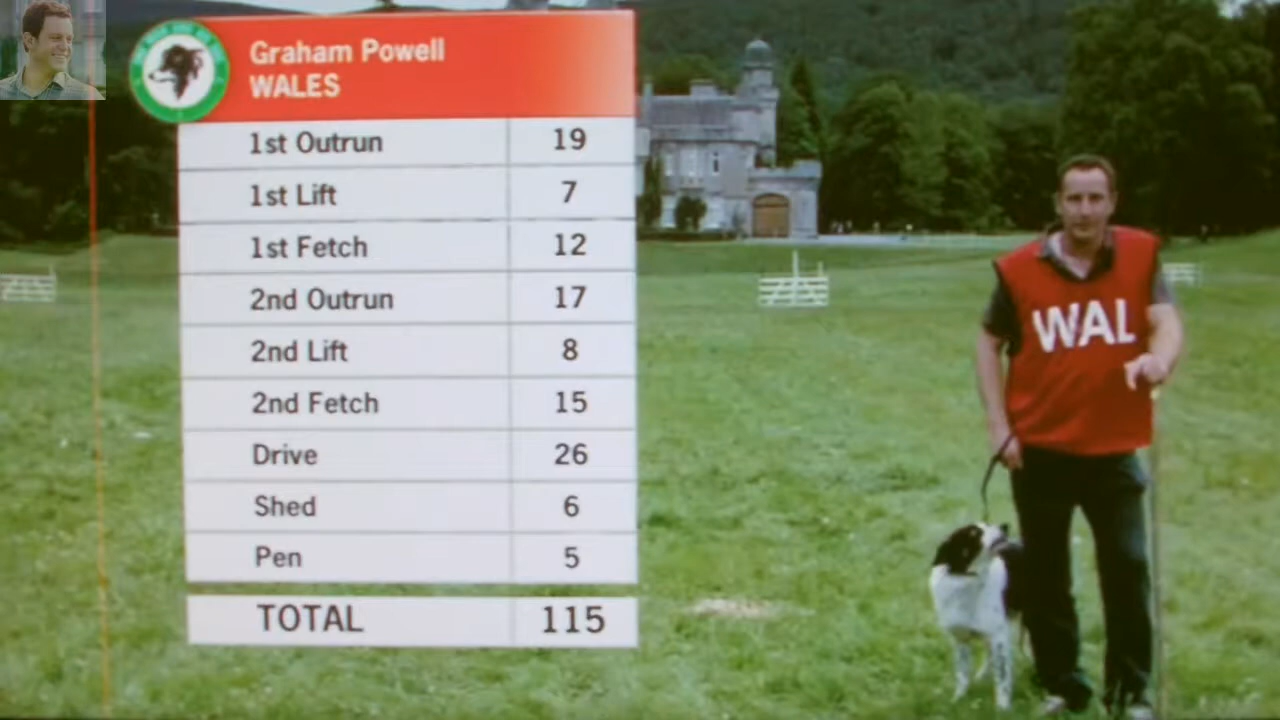 Graham Powell
WALES
1st Outrun 19
1st Lift 7
1st Fetch 12
2nd Outrun 17
2nd Lift 8
2nd Fetch 15
Drive 26
Shed 6
Pen 5
TOTAL 115
WAL